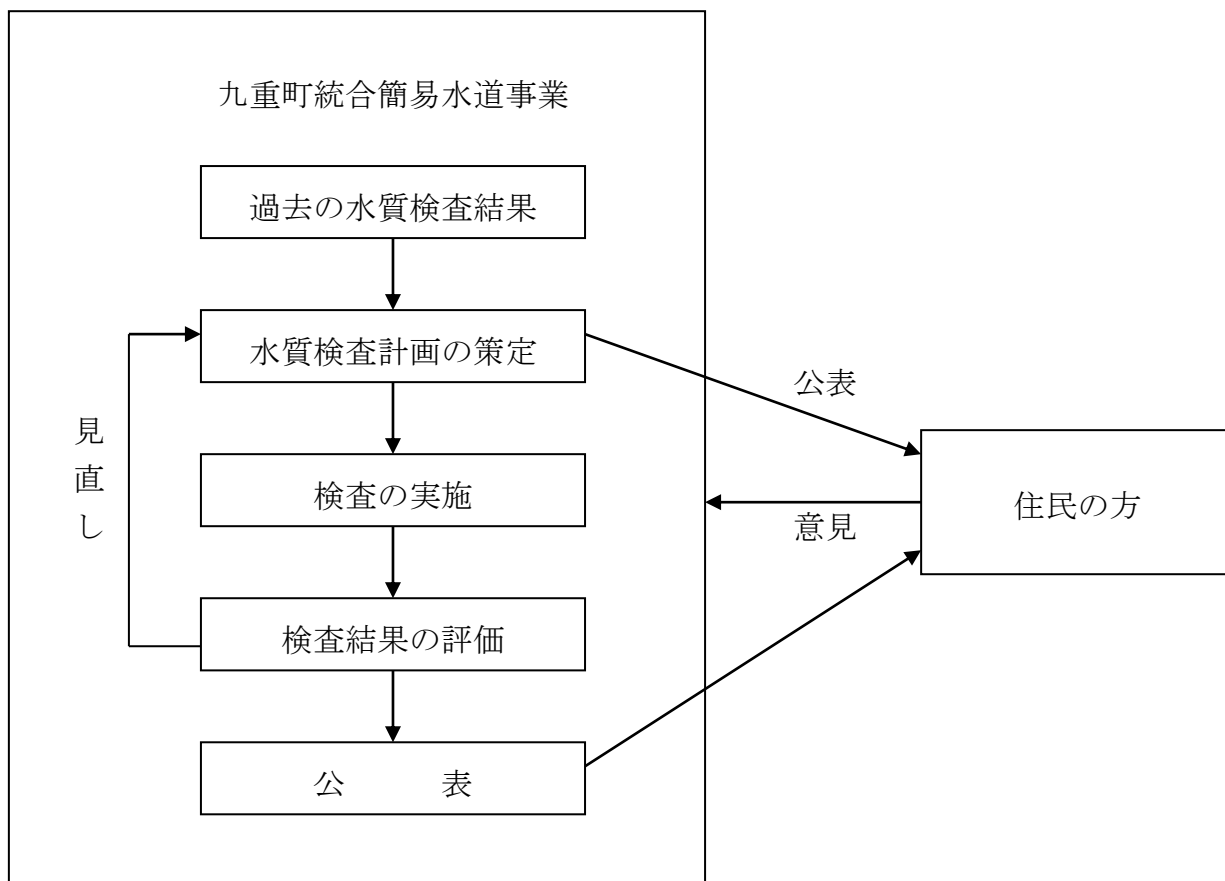 九重町統合簡易水道事業
過去の水質検査結果
水質検査計画の策定
公表
見直し
検査の実施
住民の方
意見
検査結果の評価
公　　　表